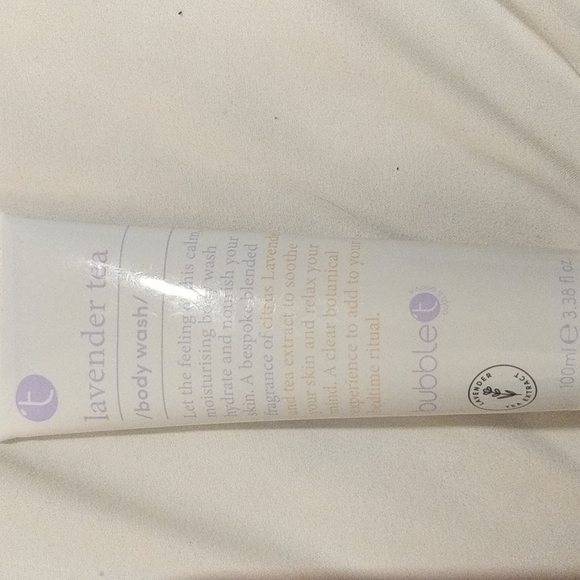 t
lavender tea
/body wash/
Let the feeling of this calm
moisturising body wash
hydrate and nourish your
skin. A bespoke blended
fragrance of citrus Lavend
and tea extract to soothe
your skin and relax your
mind. A clear botanical
experience to add to your
bedtime ritual.
bubble t
LAVENDER
TEA EXTRACT
100ml e 3.38 fl oz